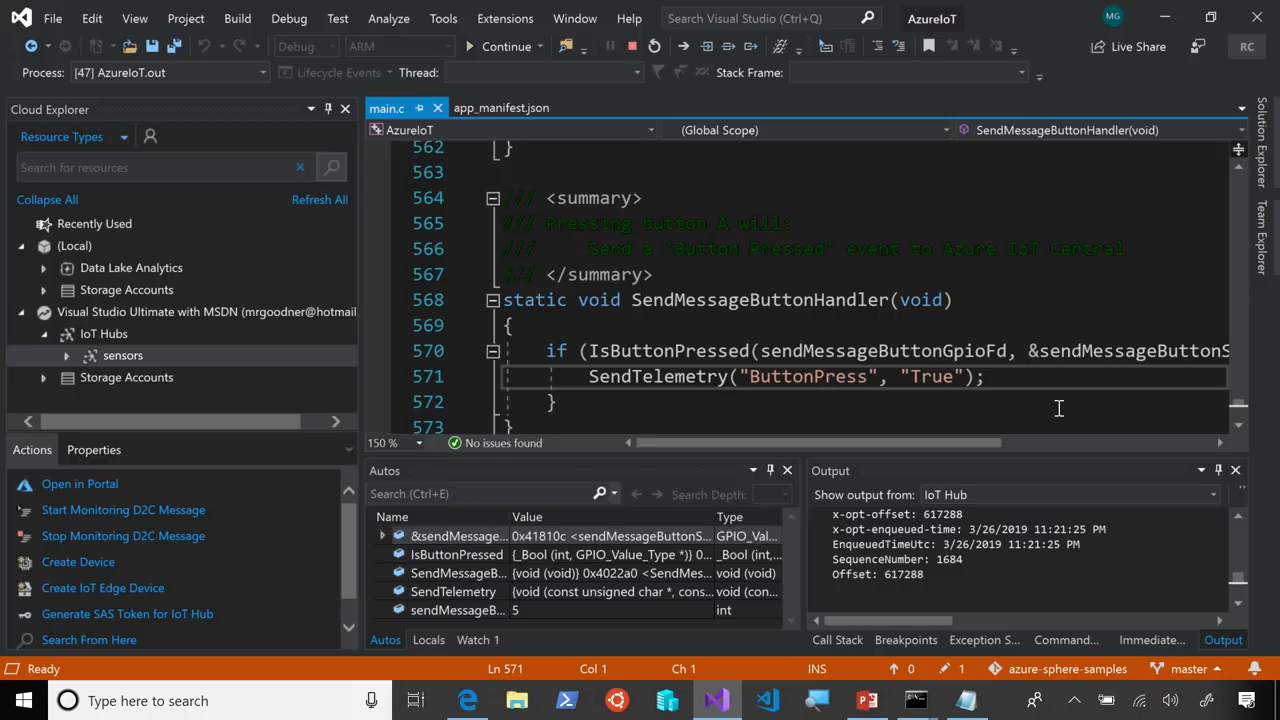 File Edit View Project Build Debug Test Analyze Tools Extensions Window Help Search Visual Studio (Ctrl+Q) AzureIoT MG
Debug ARM Continue Live Share RC
Process: [47] AzureIoT.out Lifecycle Events Thread: Stack Frame:
Cloud Explorer
Resource Types
Search for resources
Collapse All Refresh All
Recently Used
(Local)
Data Lake Analytics
Storage Accounts
Visual Studio Ultimate with MSDN (mrgoodner@hotmail
IoT Hubs
sensors
Storage Accounts
Actions Properties
Open in Portal
Start Monitoring D2C Message
Stop Monitoring D2C Message
Create Device
Create IoT Edge Device
Generate SAS Token for IoT Hub
Search From Here
main.c app_manifest.json
AzureIoT (Global Scope) SendMessageButtonHandler(void)
562 }
563
564 /// <summary>
565 /// Pressing button A will:
566 /// Send a 'Button Pressed' event to Azure IoT Central
567 /// </summary>
568 static void SendMessageButtonHandler(void)
569 {
570 if (IsButtonPressed(sendMessageButtonGpioFd, &sendMessageButtonS
571 SendTelemetry("ButtonPress", "True");
572 }
573 }
150 % No issues found
Autos
Search (Ctrl+E) Search Depth:
Name Value Type
&sendMessage... 0x41810c <sendMessageButtonS... GPIO_Val...
IsButtonPressed {_Bool (int, GPIO_Value_Type *)} 0... _Bool (int,...
SendMessageB... {void (void)} 0x4022a0 <SendMes... void (void)
SendTelemetry {void (const unsigned char *, cons... void (con...
sendMessageB... 5 int
Autos Locals Watch 1
Output
Show output from: IoT Hub
x-opt-offset: 617288
x-opt-enqueued-time: 3/26/2019 11:21:25 PM
EnqueuedTimeUtc: 3/26/2019 11:21:25 PM
SequenceNumber: 1684
Offset: 617288
Call Stack Breakpoints Exception S... Command... Immediate... Output
Solution Explorer
Team Explorer
Ready Ln 571 Col 1 Ch 1 INS 0 1 azure-sphere-samples master
Type here to search